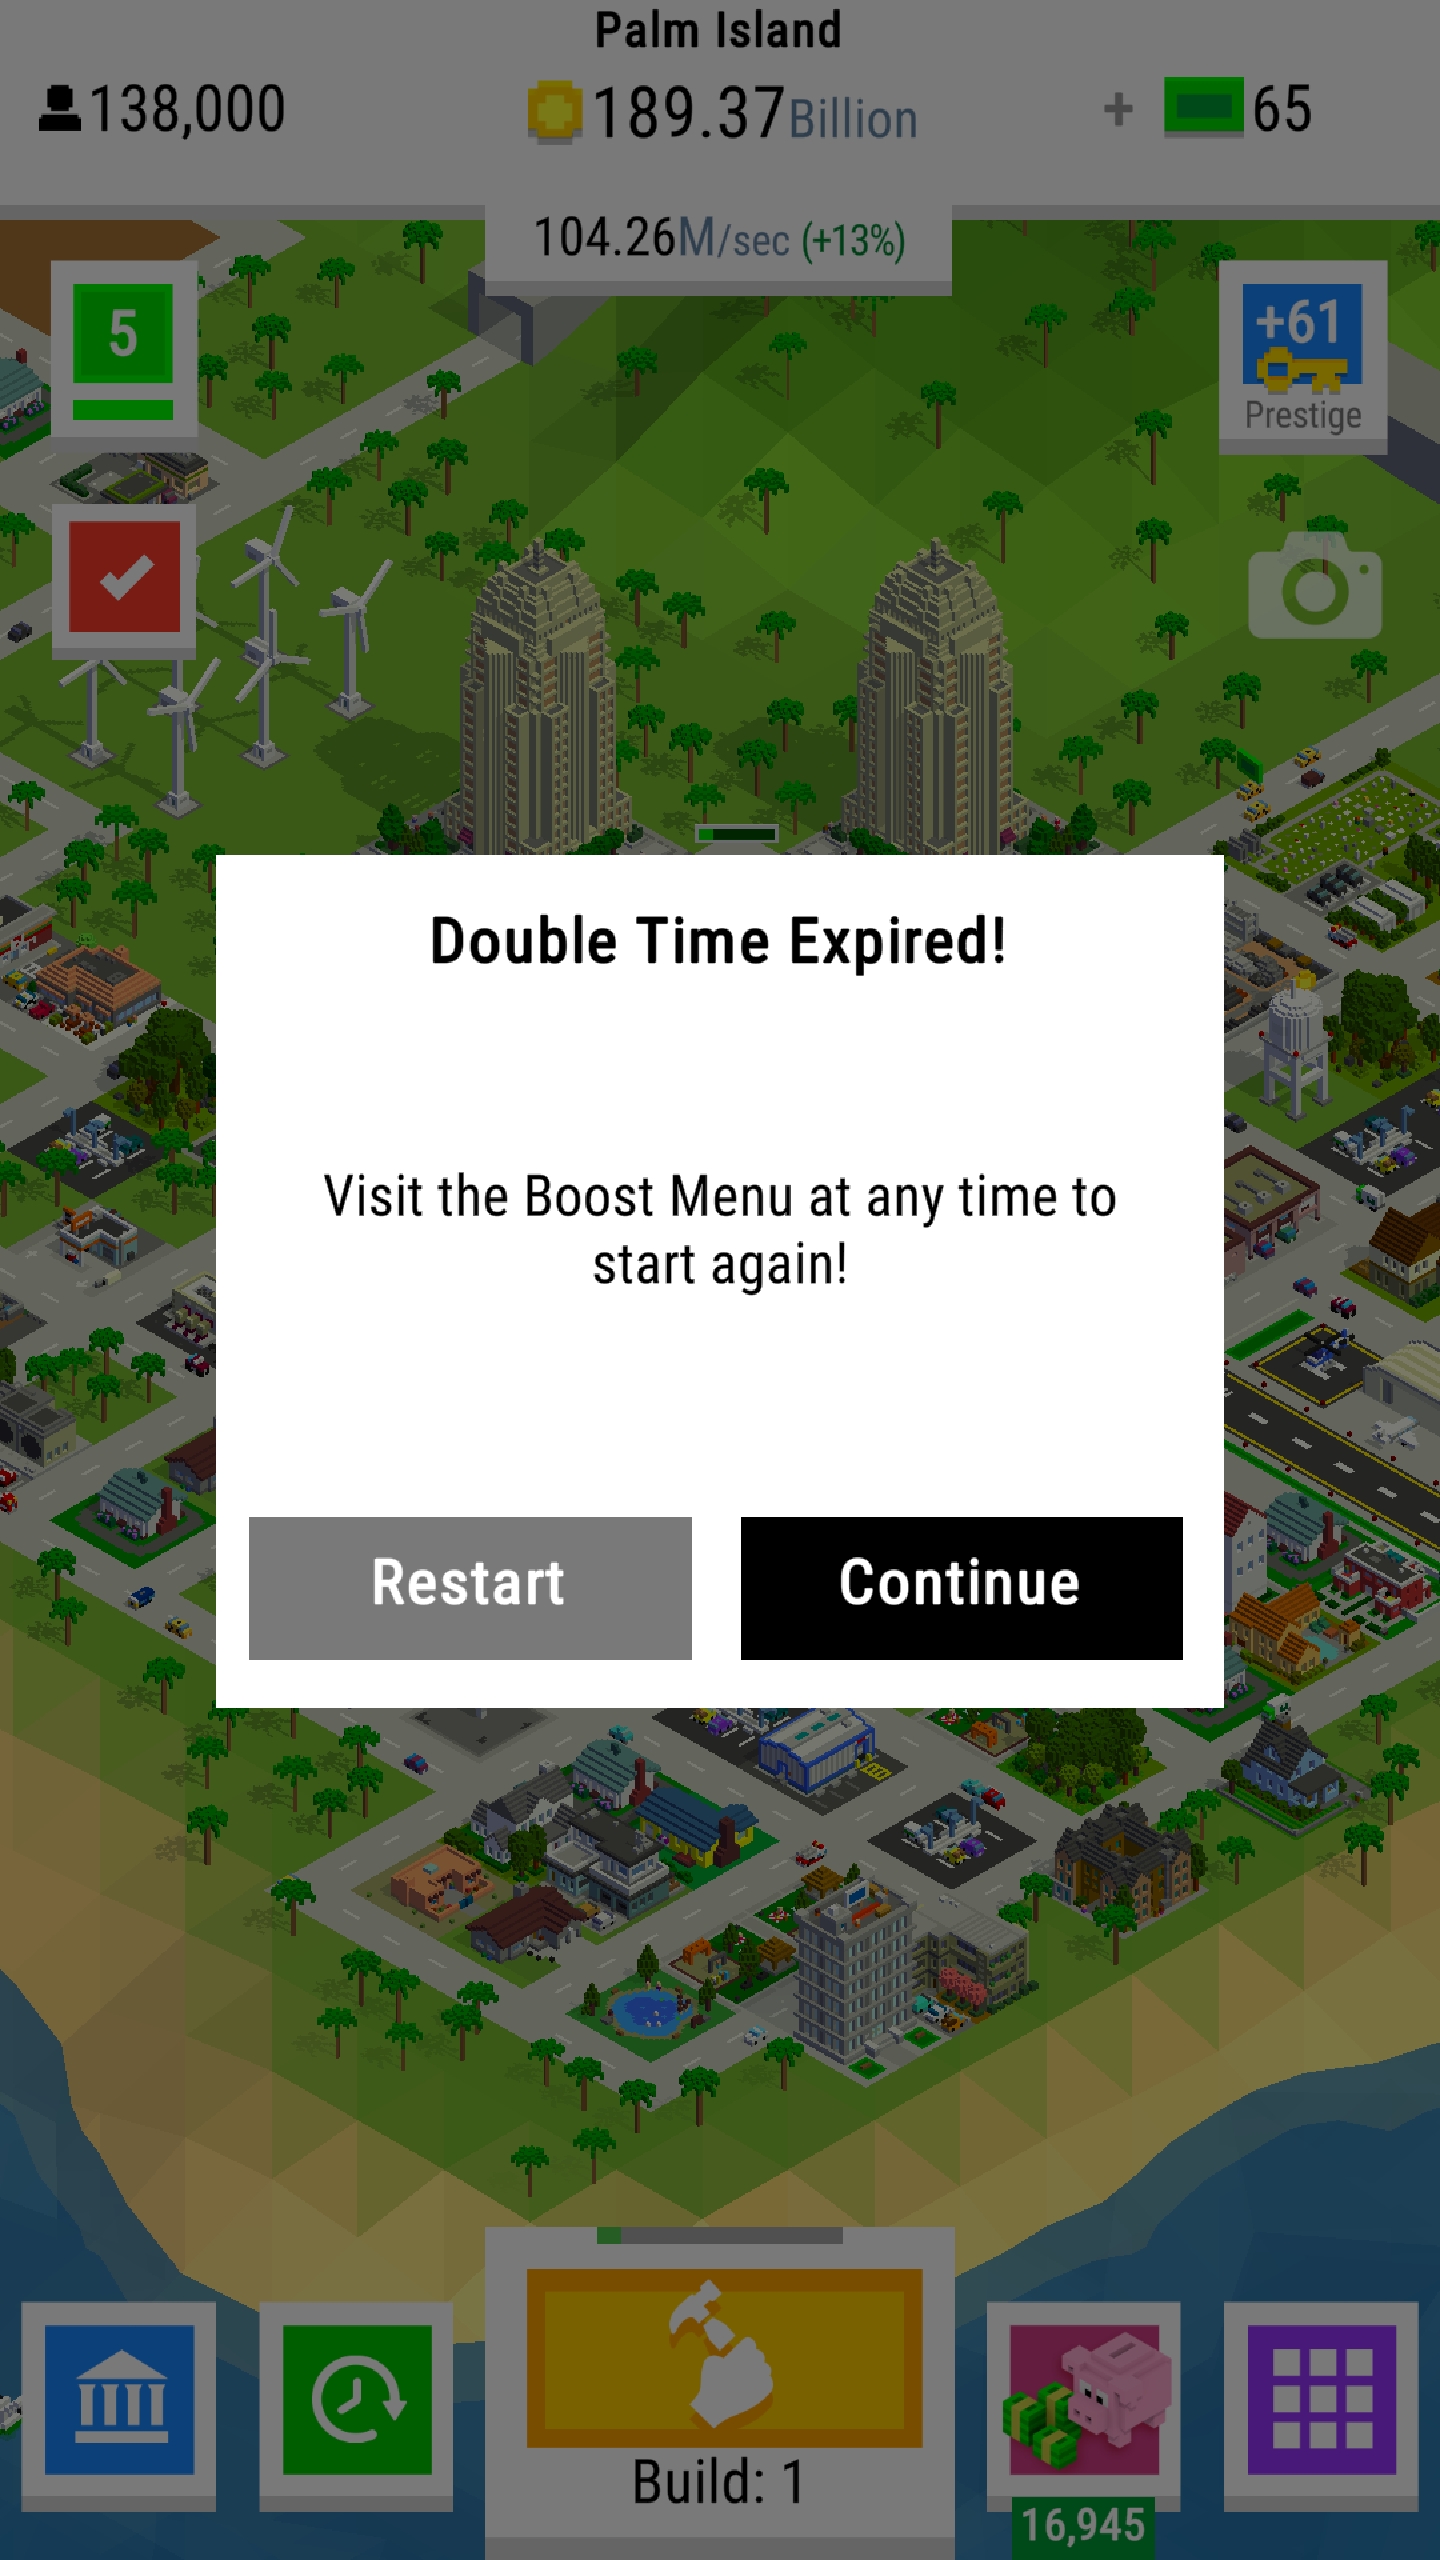 Palm Island
138,000
189.37Billion
+ 65
104.26M/sec (+13%)
5
+61
Prestige
Double Time Expired!
Visit the Boost Menu at any time to
start again!
Restart
Continue
Build: 1
16,945